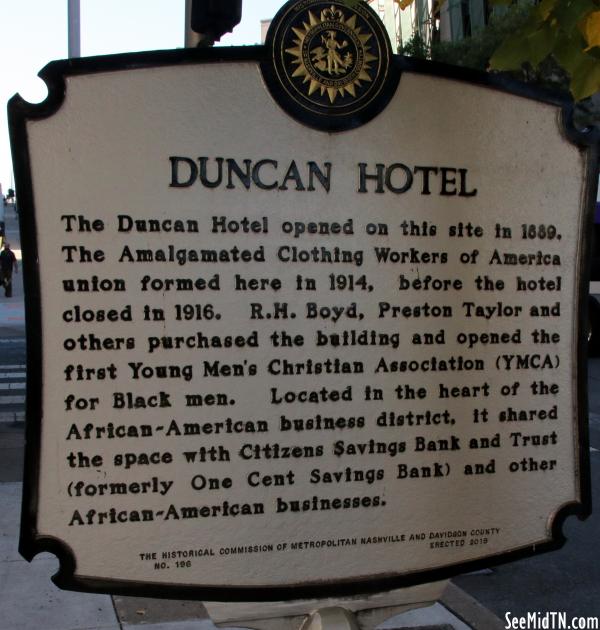 DUNCAN HOTEL
The Duncan Hotel opened on this site in 1889.
The Amalgamated Clothing Workers of America
union formed here in 1914, before the hotel
closed in 1916. R.H. Boyd, Preston Taylor and
others purchased the building and opened the
first Young Men's Christian Association (YMCA)
for Black men. Located in the heart of the
African-American business district, it shared
the space with Citizens Savings Bank and Trust
(formerly One Cent Savings Bank) and other
African-American businesses.
THE HISTORICAL COMMISSION OF METROPOLITAN NASHVILLE AND DAVIDSON COUNTY
NO. 196 ERECTED 2019
SeeMidTN.com